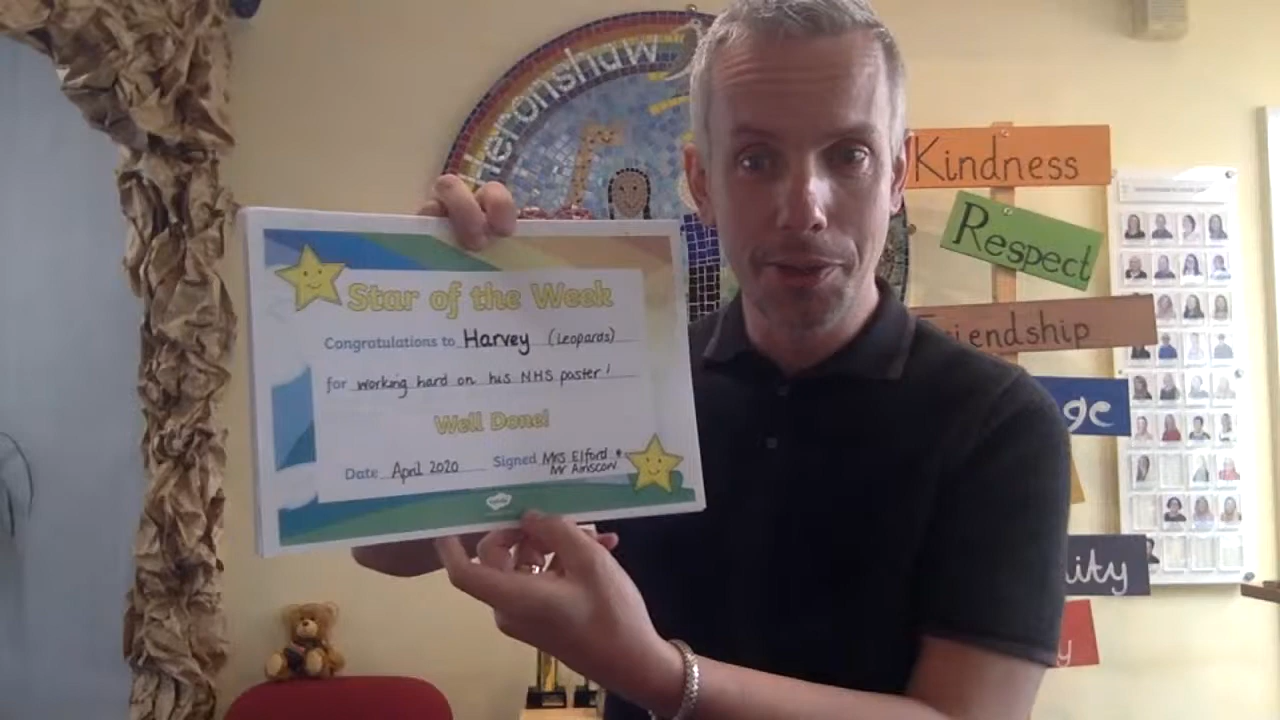 Heronshaw
Star of the Week
Congratulations to Harvey (Leopards)
for working hard on his NHS poster!
Well Done!
Date April 2020 Signed Mrs Elford +
Mr Ainscow
Kindness
Respect
Friendship
ge
ity
y